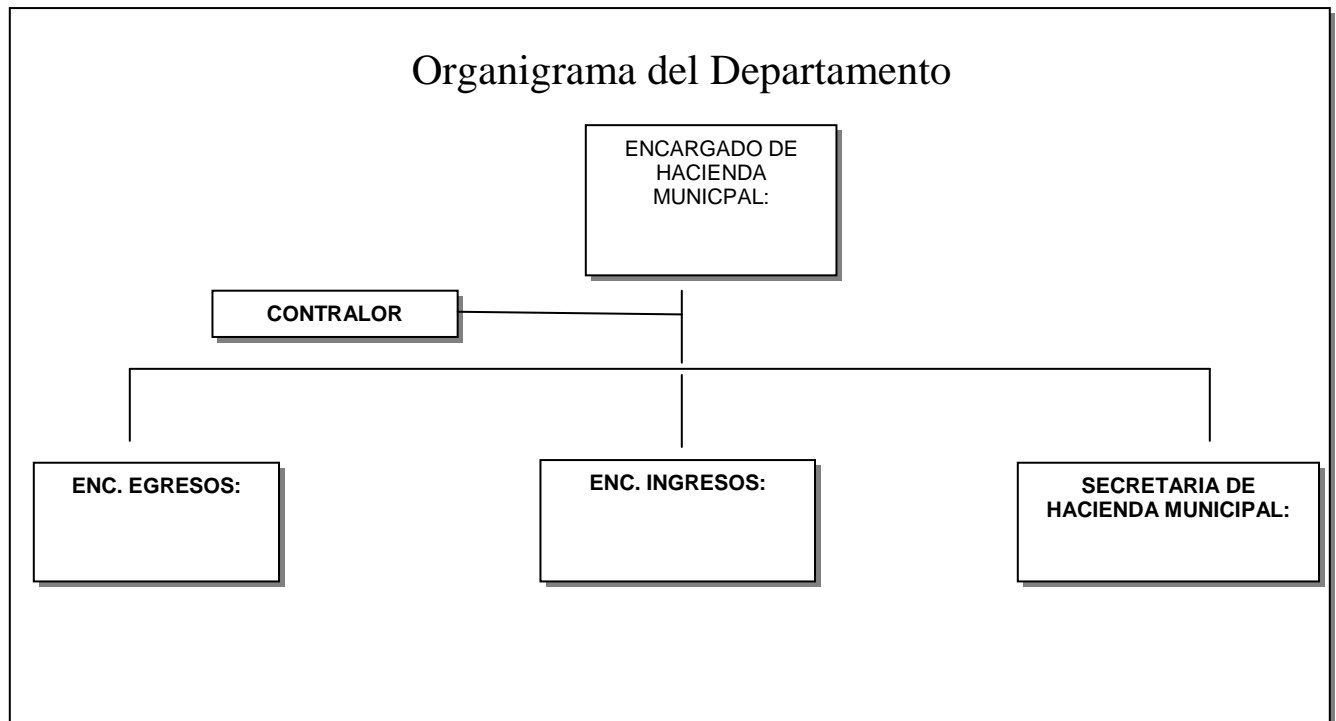 Organigrama del Departamento
ENCARGADO DE
HACIENDA
MUNICPAL:
CONTRALOR
ENC. EGRESOS:
ENC. INGRESOS:
SECRETARIA DE
HACIENDA MUNICIPAL: